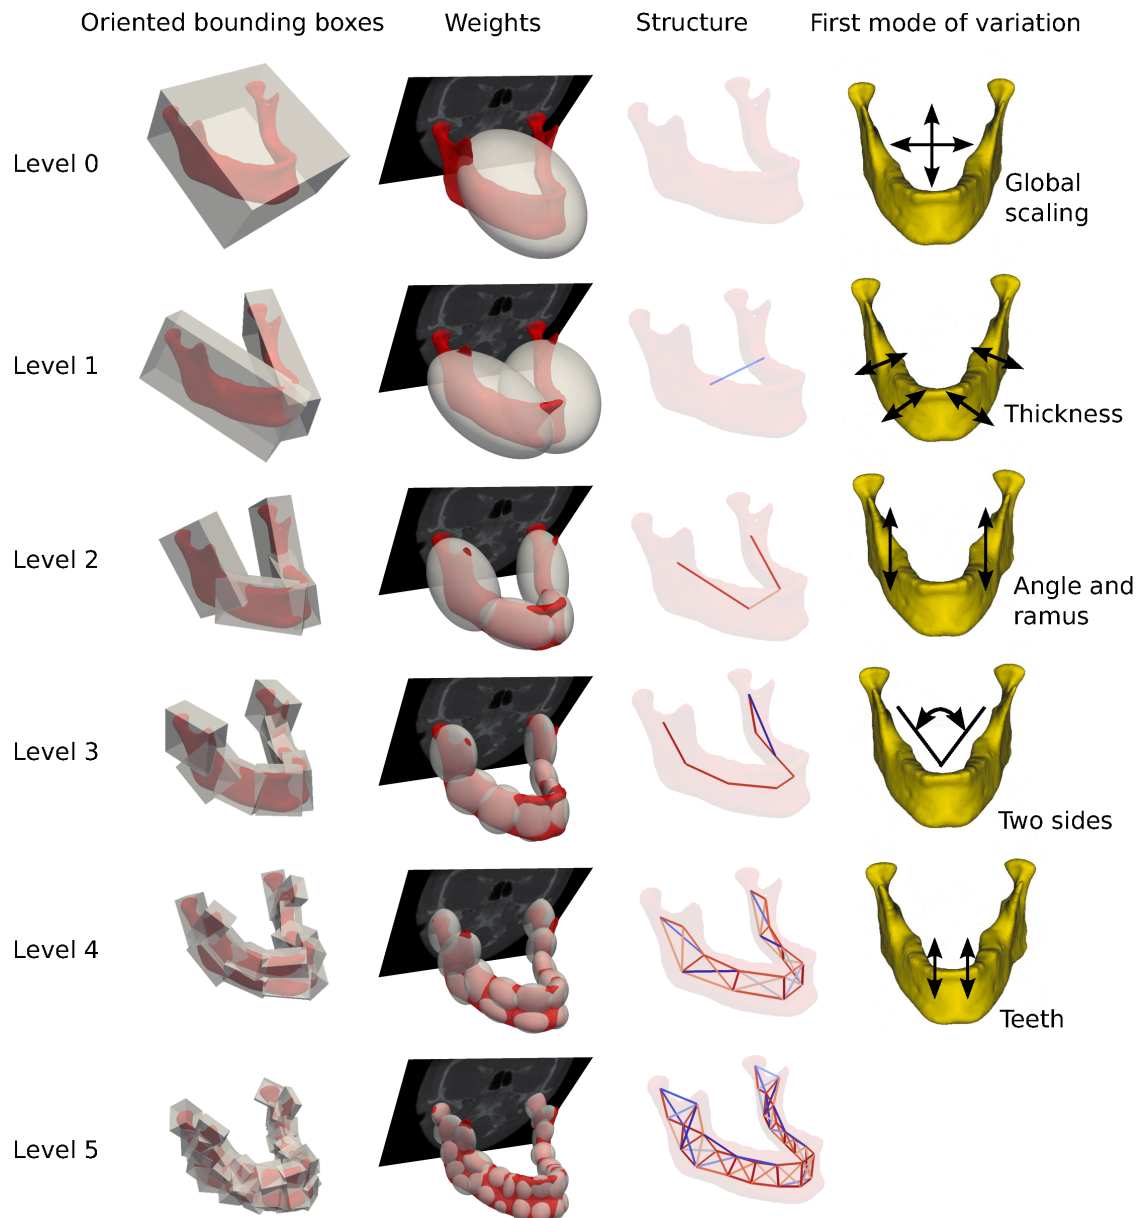 Oriented bounding boxes Weights Structure First mode of variation
Level 0
Global
scaling
Level 1
Thickness
Level 2
Angle and
ramus
Level 3
Two sides
Level 4
Teeth
Level 5